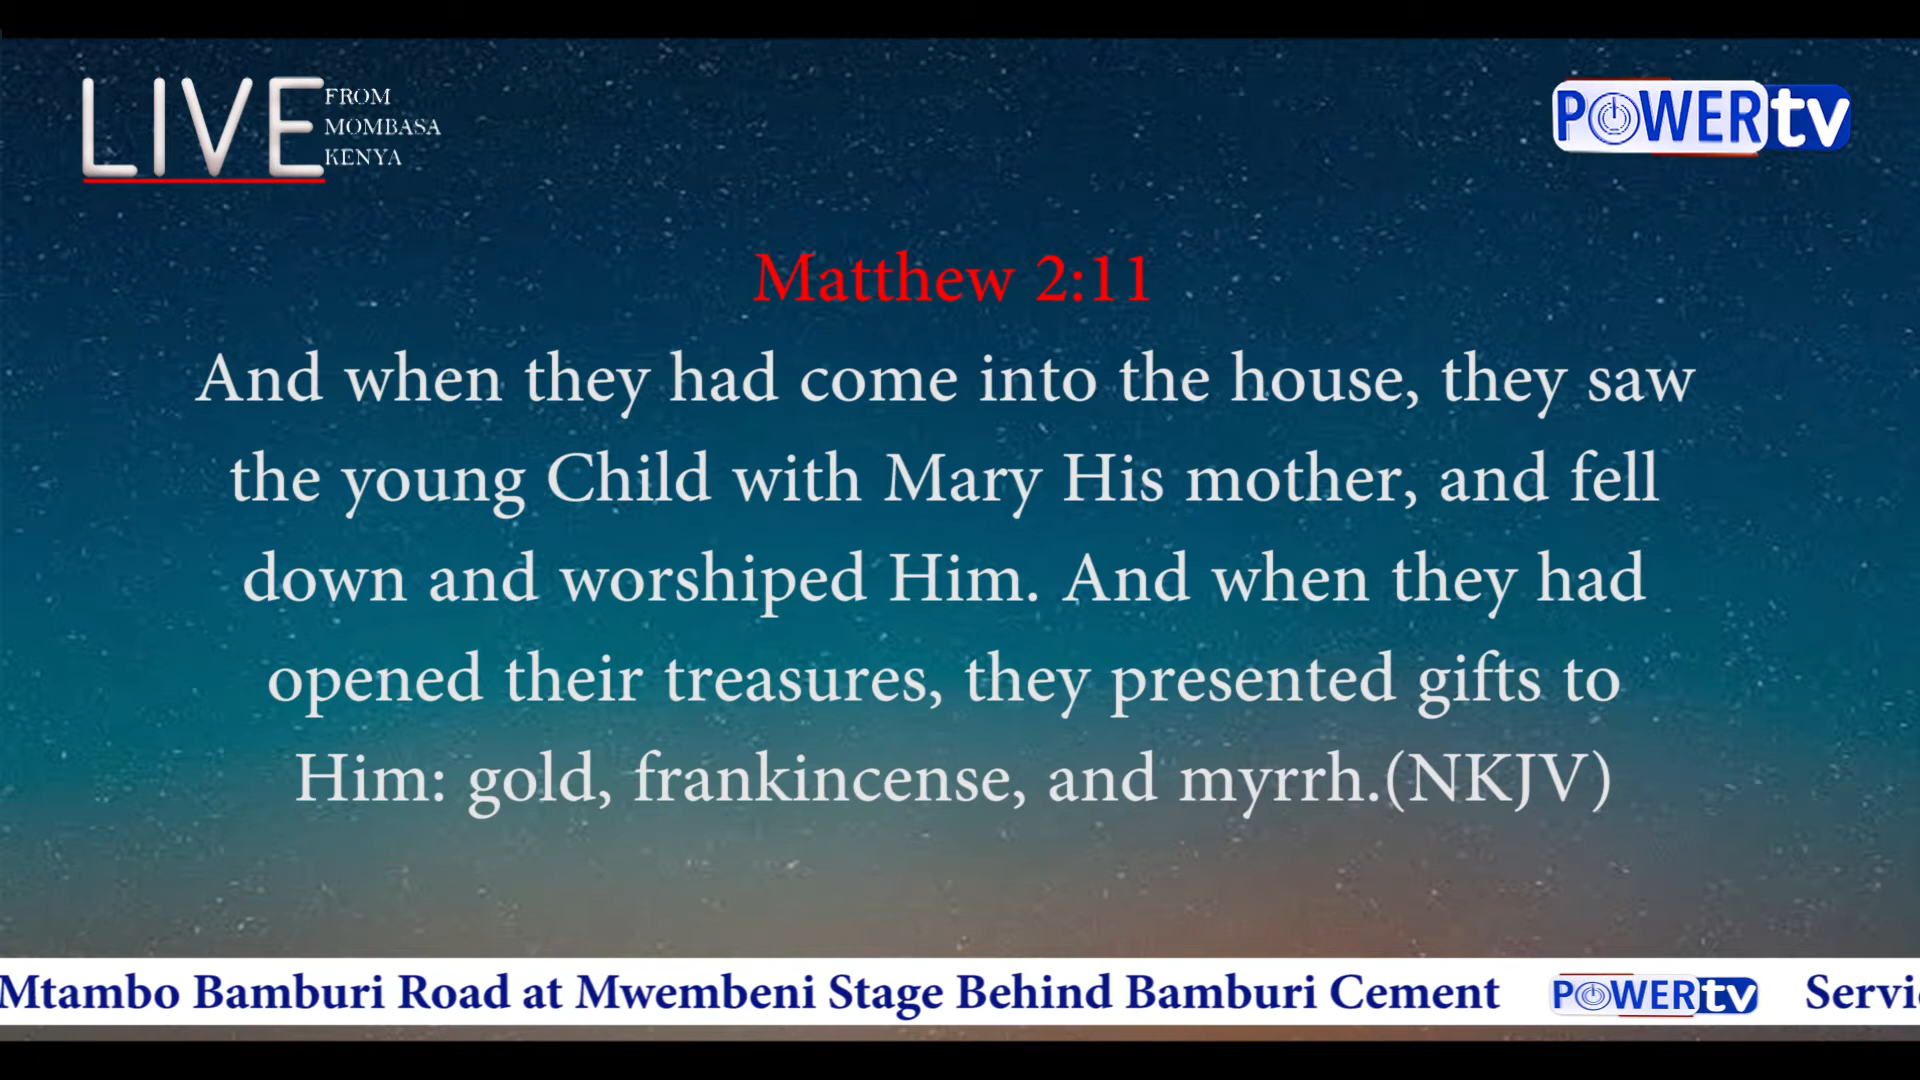 LIVE
FROM
MOMBASA
KENYA
POWERtv
Matthew 2:11
And when they had come into the house, they saw
the young Child with Mary His mother, and fell
down and worshiped Him. And when they had
opened their treasures, they presented gifts to
Him: gold, frankincense, and myrrh.(NKJV)
Mtambo Bamburi Road at Mwembeni Stage Behind Bamburi Cement POWERtv